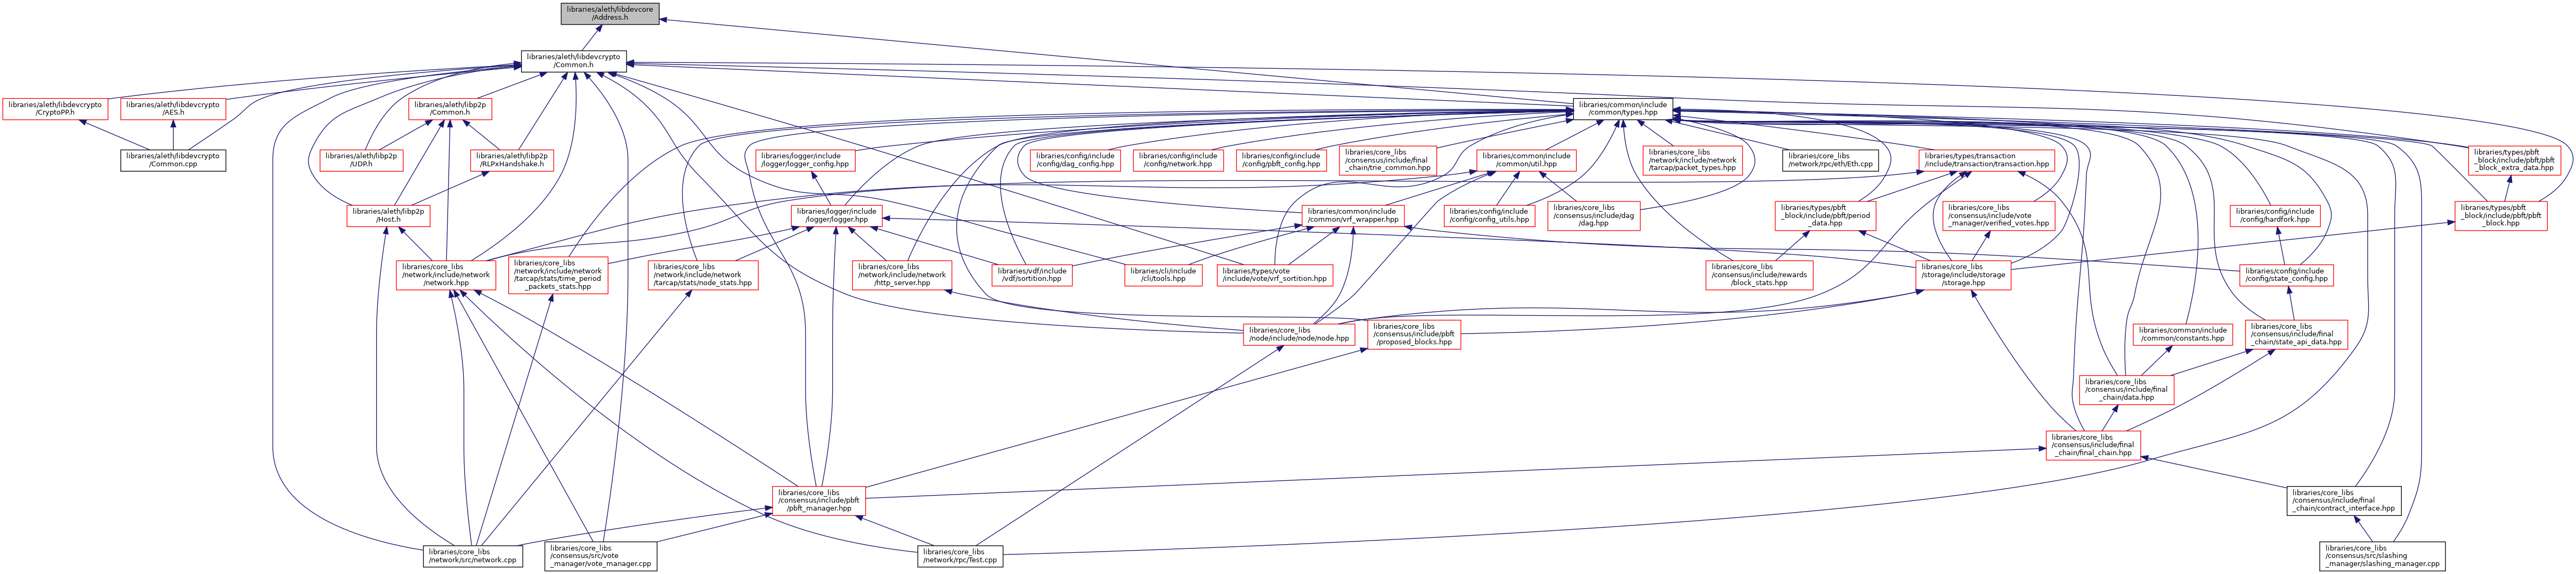 libraries/aleth/libdevcore
/Address.h
libraries/aleth/libdevcrypto
/Common.h
libraries/aleth/libdevcrypto
/CryptoPP.h
libraries/aleth/libdevcrypto
/AES.h
libraries/aleth/libp2p
/Common.h
libraries/common/include
/common/types.hpp
libraries/aleth/libdevcrypto
/Common.cpp
libraries/aleth/libp2p
/UDP.h
libraries/aleth/libp2p
/RLPxHandshake.h
libraries/logger/include
/logger/logger_config.hpp
libraries/config/include
/config/dag_config.hpp
libraries/config/include
/config/network.hpp
libraries/config/include
/config/pbft_config.hpp
libraries/core_libs
/consensus/include/final
_chain/trie_common.hpp
libraries/common/include
/common/util.hpp
libraries/core_libs
/network/include/network
/tarcap/packet_types.hpp
libraries/core_libs
/network/rpc/eth/Eth.cpp
libraries/types/transaction
/include/transaction/transaction.hpp
libraries/types/pbft
_block/include/pbft/pbft
_block_extra_data.hpp
libraries/aleth/libp2p
/Host.h
libraries/logger/include
/logger/logger.hpp
libraries/common/include
/common/vrf_wrapper.hpp
libraries/config/include
/config/config_utils.hpp
libraries/core_libs
/consensus/include/dag
/dag.hpp
libraries/types/pbft
_block/include/pbft/period
_data.hpp
libraries/core_libs
/consensus/include/vote
_manager/verified_votes.hpp
libraries/config/include
/config/hardfork.hpp
libraries/types/pbft
_block/include/pbft/pbft
_block.hpp
libraries/core_libs
/network/include/network
/network.hpp
libraries/core_libs
/network/include/network
/tarcap/stats/time_period
_packets_stats.hpp
libraries/core_libs
/network/include/network
/tarcap/stats/node_stats.hpp
libraries/core_libs
/network/include/network
/http_server.hpp
libraries/vdf/include
/vdf/sortition.hpp
libraries/cli/include
/cli/tools.hpp
libraries/types/vote
/include/vote/vrf_sortition.hpp
libraries/core_libs
/consensus/include/rewards
/block_stats.hpp
libraries/core_libs
/storage/include/storage
/storage.hpp
libraries/config/include
/config/state_config.hpp
libraries/core_libs
/node/include/node/node.hpp
libraries/core_libs
/consensus/include/pbft
/proposed_blocks.hpp
libraries/common/include
/common/constants.hpp
libraries/core_libs
/consensus/include/final
_chain/state_api_data.hpp
libraries/core_libs
/consensus/include/final
_chain/data.hpp
libraries/core_libs
/consensus/include/final
_chain/final_chain.hpp
libraries/core_libs
/consensus/include/pbft
/pbft_manager.hpp
libraries/core_libs
/consensus/include/final
_chain/contract_interface.hpp
libraries/core_libs
/network/src/network.cpp
libraries/core_libs
/consensus/src/vote
_manager/vote_manager.cpp
libraries/core_libs
/network/rpc/Test.cpp
libraries/core_libs
/consensus/src/slashing
_manager/slashing_manager.cpp